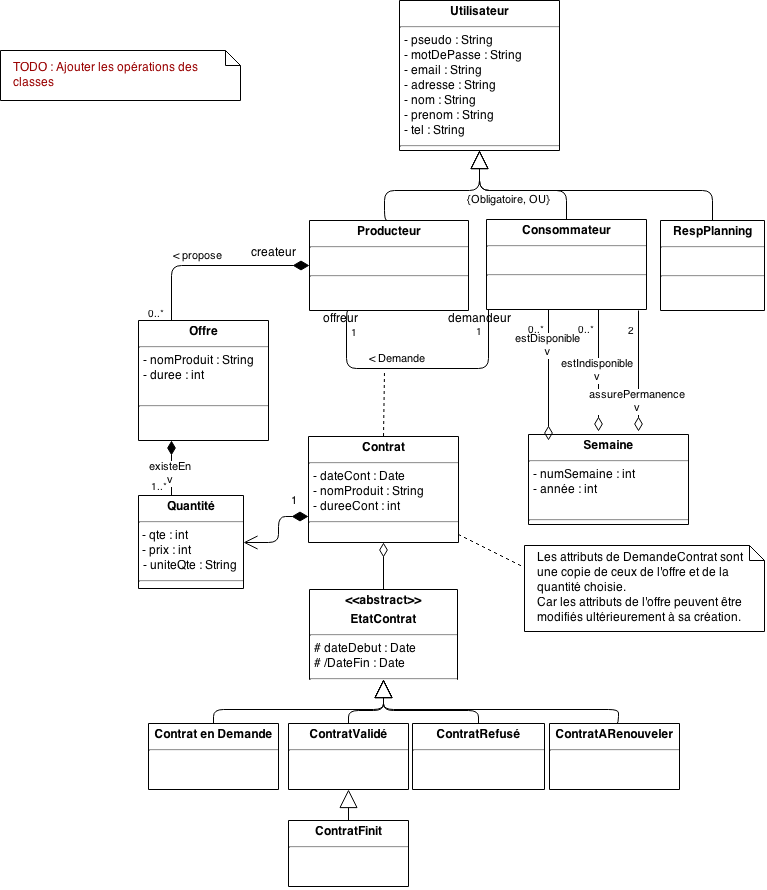 Utilisateur
- pseudo : String
- motDePasse : String
- email : String
- adresse : String
- nom : String
- prenom : String
- tel : String
TODO : Ajouter les opérations des
classes
{Obligatoire, OU}
Producteur
Consommateur
RespPlanning
< propose
createur
0..*
offreur
1
demandeur
1
< Demande
0..*
estDisponible
v
0..*
estIndisponible
v
2
assurePermanence
v
Offre
- nomProduit : String
- duree : int
existeEn
v
1..*
Quantité
- qte : int
- prix : int
- uniteQte : String
1
Contrat
- dateCont : Date
- nomProduit : String
- dureeCont : int
Semaine
- numSemaine : int
- année : int
Les attributs de DemandeContrat sont
une copie de ceux de l'offre et de la
quantité choisie.
Car les attributs de l'offre peuvent être
modifiés ultérieurement à sa création.
<<abstract>>
EtatContrat
# dateDebut : Date
# /DateFin : Date
Contrat en Demande
ContratValidé
ContratRefusé
ContratARenouveler
ContratFinit